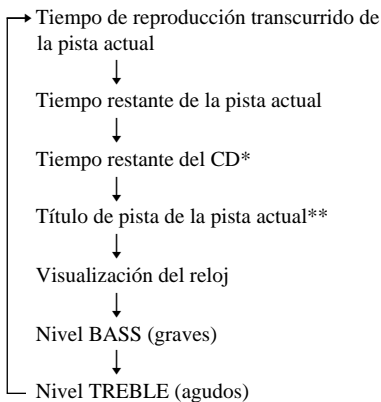 Tiempo de reproducción transcurrido de
la pista actual
Tiempo restante de la pista actual
Tiempo restante del CD*
Título de pista de la pista actual**
Visualización del reloj
Nivel BASS (graves)
Nivel TREBLE (agudos)